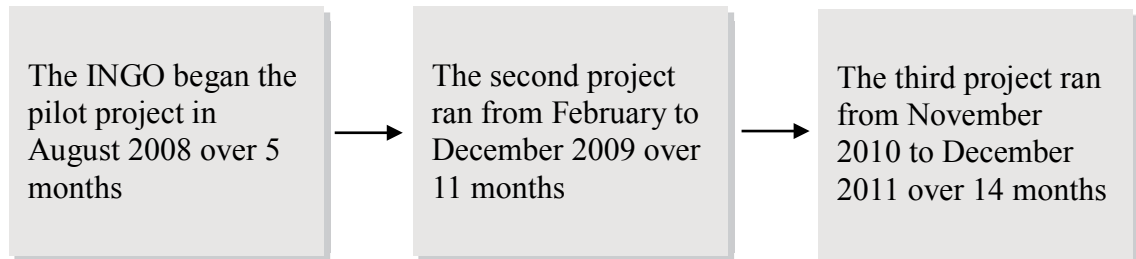 The INGO began the
pilot project in
August 2008 over 5
months
The second project
ran from February to
December 2009 over
11 months
The third project ran
from November
2010 to December
2011 over 14 months